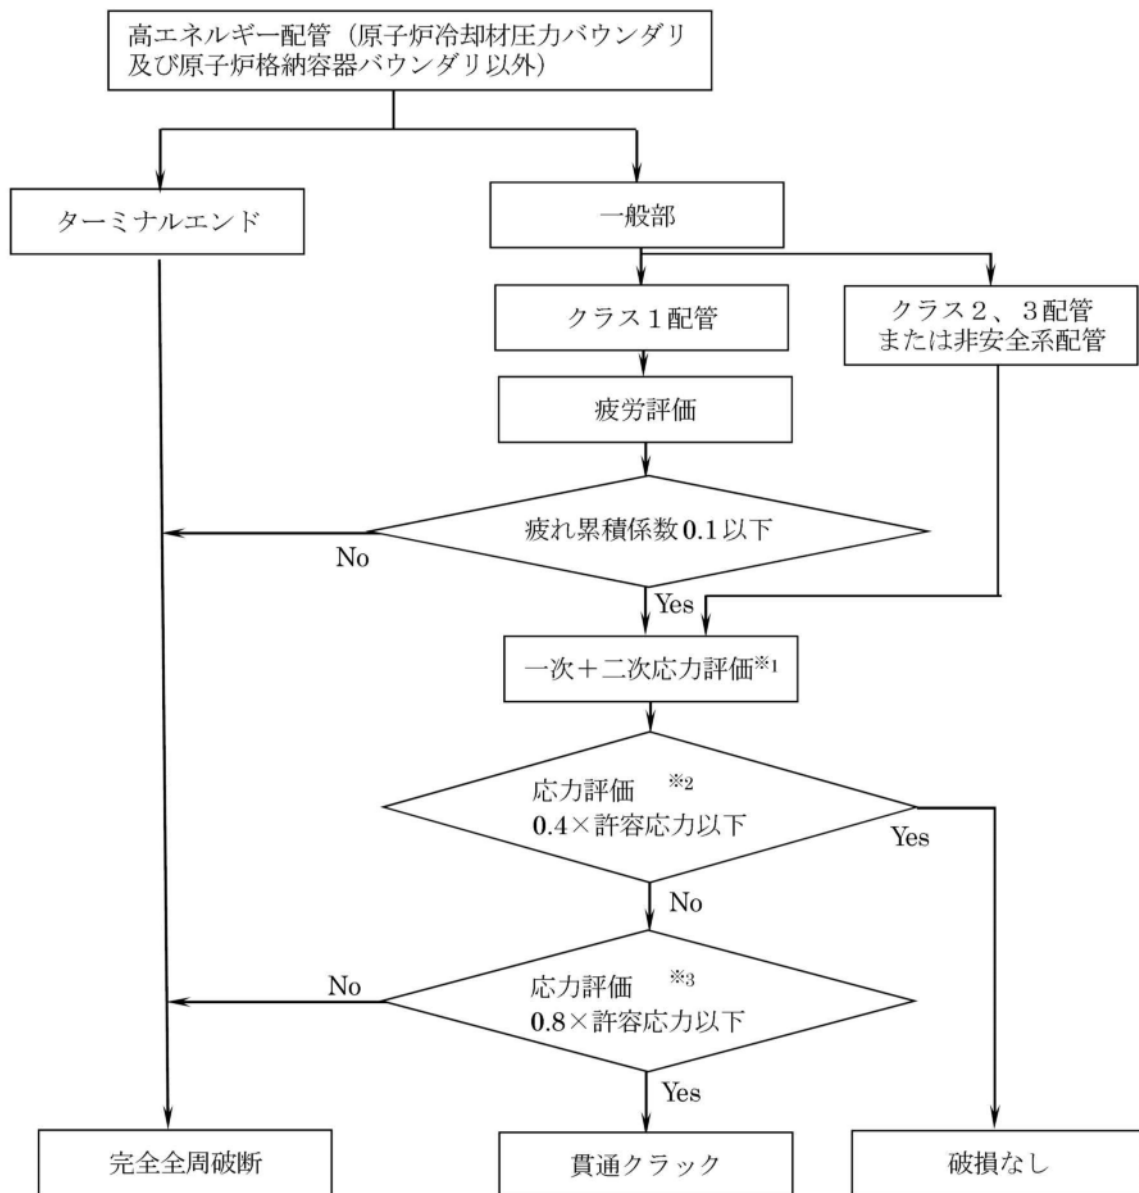 高エネルギー配管（原子炉冷却材圧力バウンダリ
及び原子炉格納容器バウンダリ以外）
ターミナルエンド
一般部
クラス１配管
クラス２、３配管
または非安全系配管
疲労評価
疲れ累積係数 0.1 以下
No
Yes
一次＋二次応力評価※1
応力評価 ※2
0.4×許容応力以下
Yes
No
応力評価 ※3
0.8×許容応力以下
No
Yes
完全全周破断
貫通クラック
破損なし